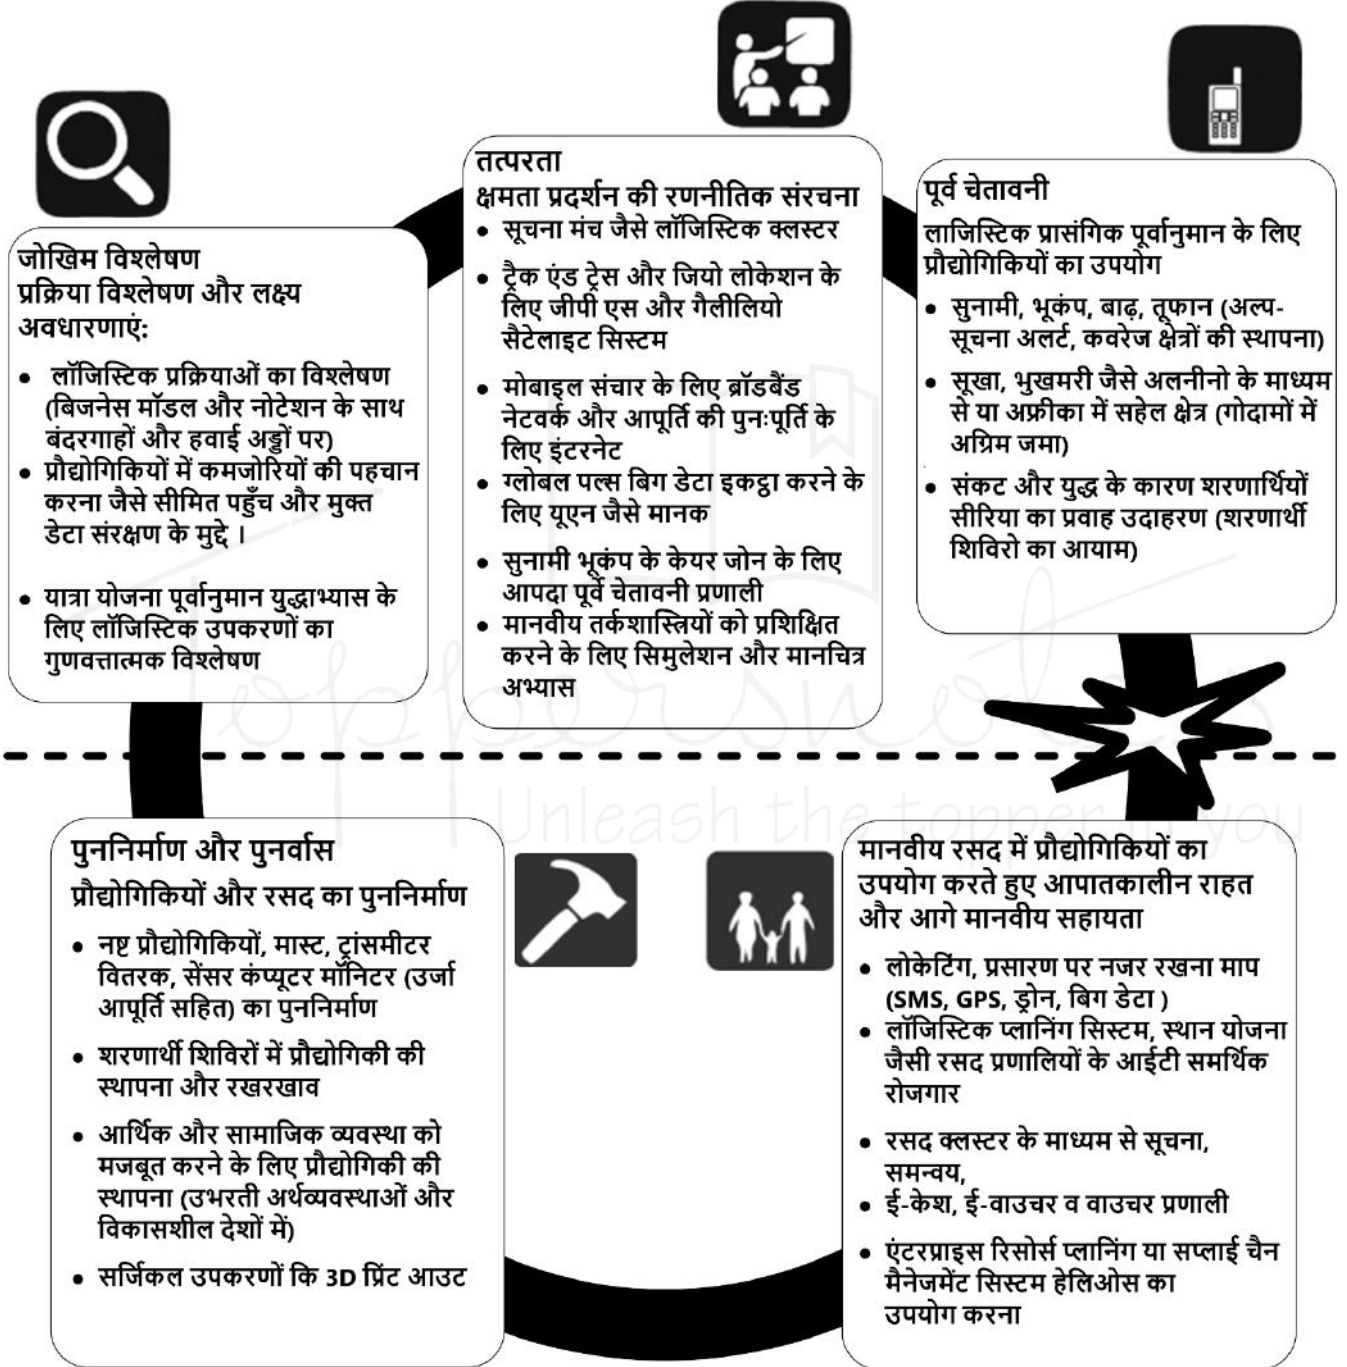 जोखिम विश्लेषण
प्रक्रिया विश्लेषण और लक्ष्य
अवधारणाएं:
• लॉजिस्टिक प्रक्रियाओं का विश्लेषण
(बिजनेस मॉडल और नोटेशन के साथ
बंदरगाहों और हवाई अड्डों पर)
• प्रौद्योगिकियों में कमजोरियों की पहचान
करना जैसे सीमित पहुँच और मुक्त
डेटा संरक्षण के मुद्दे ।
• यात्रा योजना पूर्वानुमान युद्धाभ्यास के
लिए लॉजिस्टिक उपकरणों का
गुणवत्तात्मक विश्लेषण
तत्परता
क्षमता प्रदर्शन की रणनीतिक संरचना
• सूचना मंच जैसे लॉजिस्टिक क्लस्टर
• ट्रैक एंड ट्रेस और जियो लोकेशन के
लिए जीपी एस और गैलीलियो
सैटेलाइट सिस्टम
• मोबाइल संचार के लिए ब्रॉडबैंड
नेटवर्क और आपूर्ति की पुनःपूर्ति के
लिए इंटरनेट
• ग्लोबल पल्स बिग डेटा इकट्ठा करने के
लिए यूएन जैसे मानक
• सुनामी भूकंप के केयर जोन के लिए
आपदा पूर्व चेतावनी प्रणाली
• मानवीय तर्कशास्त्रियों को प्रशिक्षित
करने के लिए सिमुलेशन और मानचित्र
अभ्यास
पूर्व चेतावनी
लाजिस्टिक प्रासंगिक पूर्वानुमान के लिए
प्रौद्योगिकियों का उपयोग
• सुनामी, भूकंप, बाढ़, तूफान (अल्प-
सूचना अलर्ट, कवरेज क्षेत्रों की स्थापना)
• सूखा, भुखमरी जैसे अलनीनो के माध्यम
से या अफ्रीका में सहेल क्षेत्र (गोदामों में
अग्रिम जमा)
• संकट और युद्ध के कारण शरणार्थियों
सीरिया का प्रवाह उदाहरण (शरणार्थी
शिविरो का आयाम)
Toppersnotes
Unleash the topper in you
पुननिर्माण और पुनर्वास
प्रौद्योगिकियों और रसद का पुननिर्माण
• नष्ट प्रौद्योगिकियों, मास्ट, ट्रांसमीटर
वितरक, सेंसर कंप्यूटर मॉनिटर (उर्जा
आपूर्ति सहित) का पुननिर्माण
• शरणार्थी शिविरों में प्रौद्योगिकी की
स्थापना और रखरखाव
• आर्थिक और सामाजिक व्यवस्था को
मजबूत करने के लिए प्रौद्योगिकी की
स्थापना (उभरती अर्थव्यवस्थाओं और
विकासशील देशों में)
• सर्जिकल उपकरणों कि 3D प्रिंट आउट
मानवीय रसद में प्रौद्योगिकियों का
उपयोग करते हुए आपातकालीन राहत
और आगे मानवीय सहायता
• लोकेटिंग, प्रसारण पर नजर रखना माप
(SMS, GPS, ड्रोन, बिग डेटा )
• लॉजिस्टिक प्लानिंग सिस्टम, स्थान योजना
जैसी रसद प्रणालियों के आईटी समर्थिक
रोजगार
• रसद क्लस्टर के माध्यम से सूचना,
समन्वय,
• ई-केश, ई-वाउचर व वाउचर प्रणाली
• एंटरप्राइस रिसोर्स प्लानिंग या सप्लाई चैन
मैनेजमेंट सिस्टम हेलिओस का
उपयोग करना